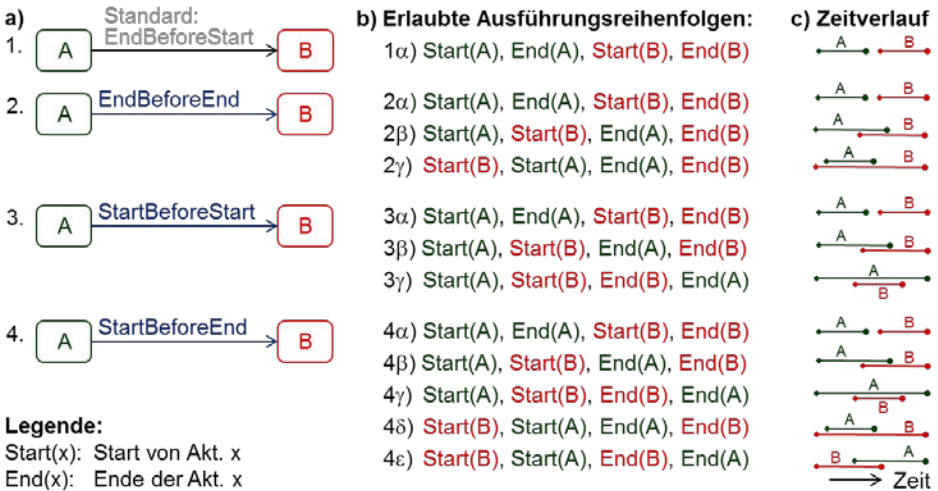 a)
b) Erlaubte Ausführungsreihenfolgen:
c) Zeitverlauf
1.
A
Standard:
EndBeforeStart
B
1α) Start(A), End(A), Start(B), End(B)
A
B
2.
A
EndBeforeEnd
B
2α) Start(A), End(A), Start(B), End(B)
A
B
2β) Start(A), Start(B), End(A), End(B)
A
B
2γ) Start(B), Start(A), End(A), End(B)
A
B
3.
A
StartBeforeStart
B
3α) Start(A), End(A), Start(B), End(B)
A
B
3β) Start(A), Start(B), End(A), End(B)
A
B
3γ) Start(A), Start(B), End(B), End(A)
A
B
4.
A
StartBeforeEnd
B
4α) Start(A), End(A), Start(B), End(B)
A
B
4β) Start(A), Start(B), End(A), End(B)
A
B
4γ) Start(A), Start(B), End(B), End(A)
A
B
4δ) Start(B), Start(A), End(A), End(B)
A
B
4ε) Start(B), Start(A), End(B), End(A)
B
A
Zeit
Legende:
Start(x): Start von Akt. x
End(x): Ende der Akt. x